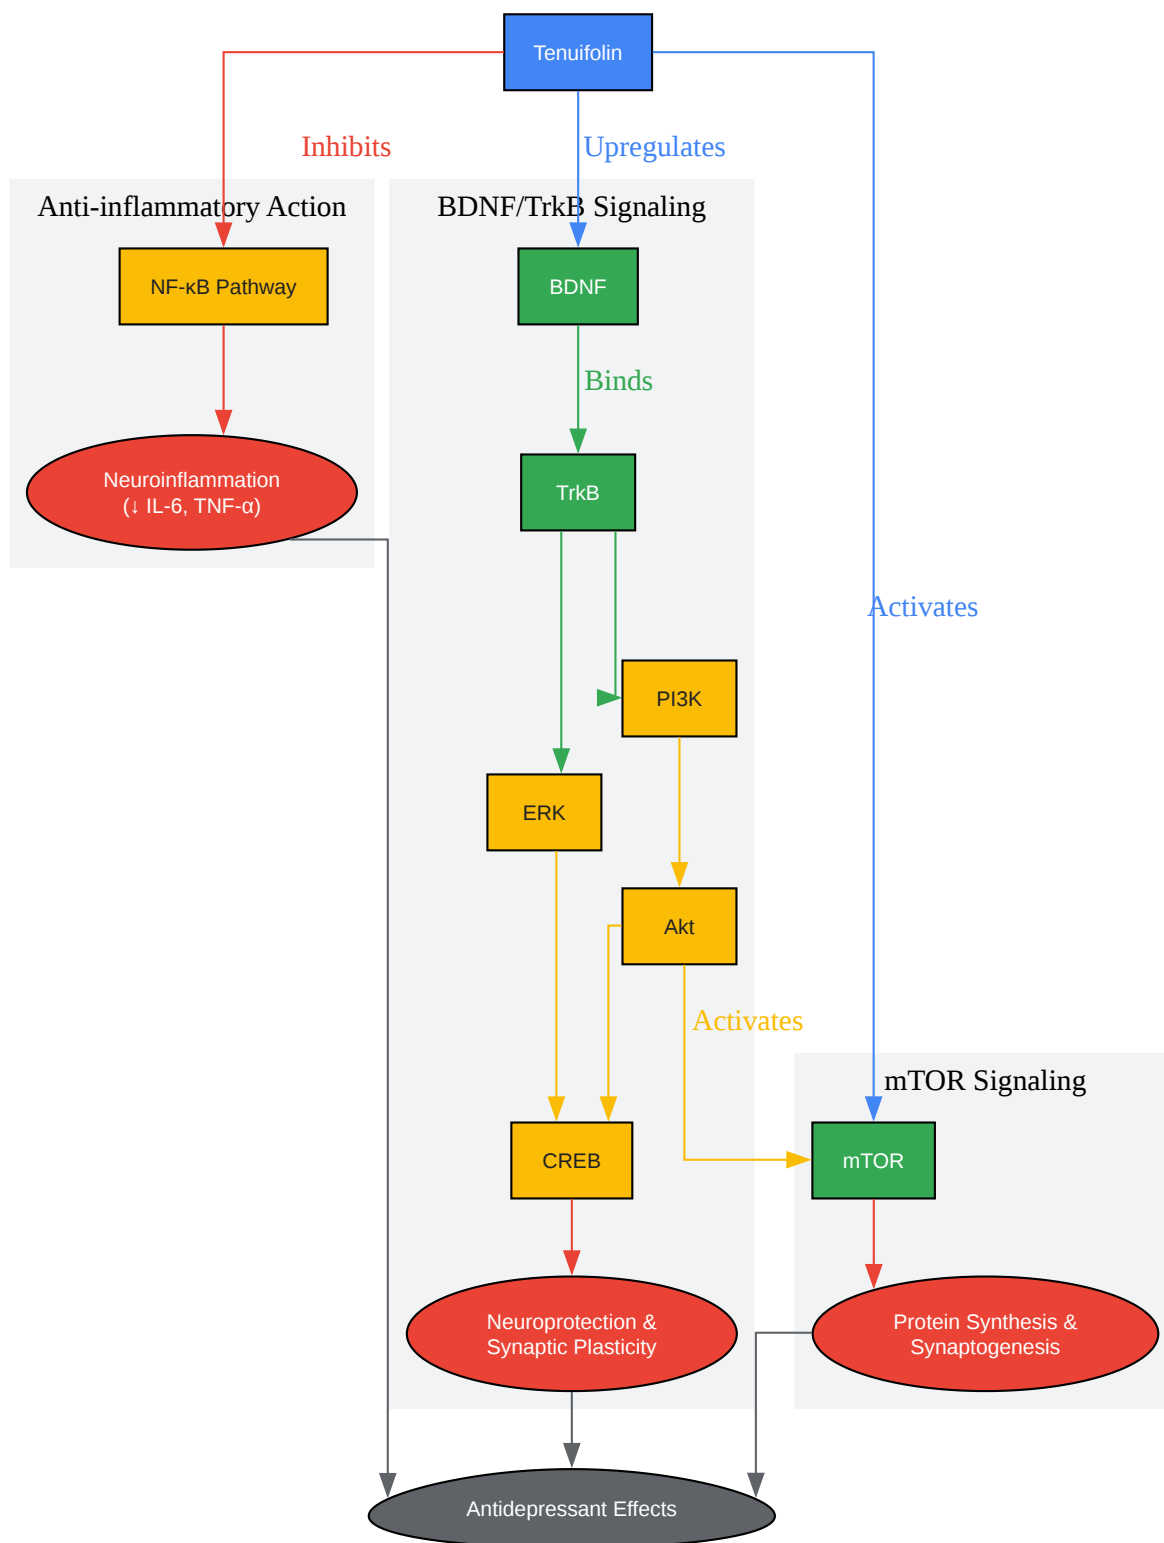 Tenuifolin
Inhibits
Upregulates
Anti-inflammatory Action
BDNF/TrkB Signaling
NF-κB Pathway
BDNF
Binds
Neuroinflammation
(↓ IL-6, TNF-α)
TrkB
Activates
PI3K
ERK
Akt
Activates
mTOR Signaling
CREB
mTOR
Neuroprotection &
Synaptic Plasticity
Protein Synthesis &
Synaptogenesis
Antidepressant Effects